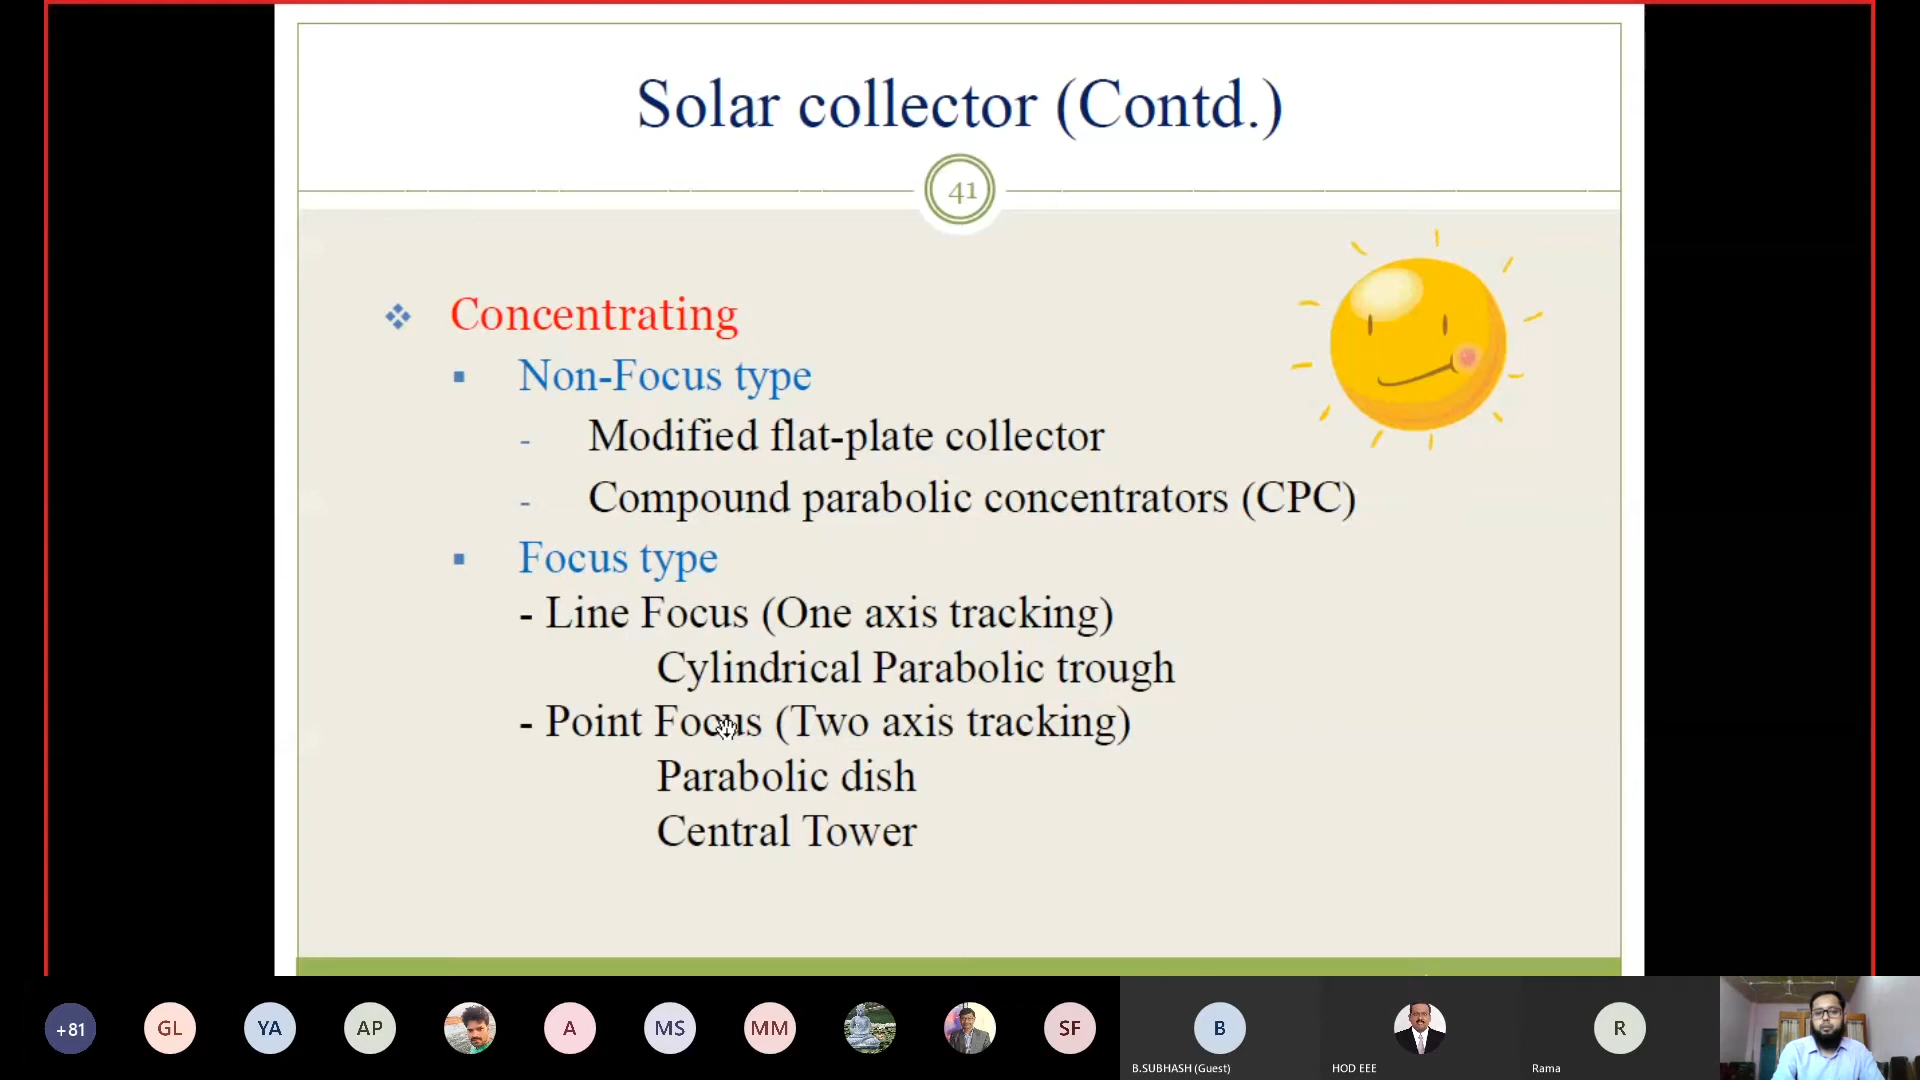 Solar collector (Contd.)
41
❖ Concentrating
▪ Non-Focus type
- Modified flat-plate collector
- Compound parabolic concentrators (CPC)
▪ Focus type
- Line Focus (One axis tracking)
Cylindrical Parabolic trough
- Point Focus (Two axis tracking)
Parabolic dish
Central Tower
+81 GL YA AP A MS MM SF B R
B.SUBHASH (Guest) HOD EEE Rama